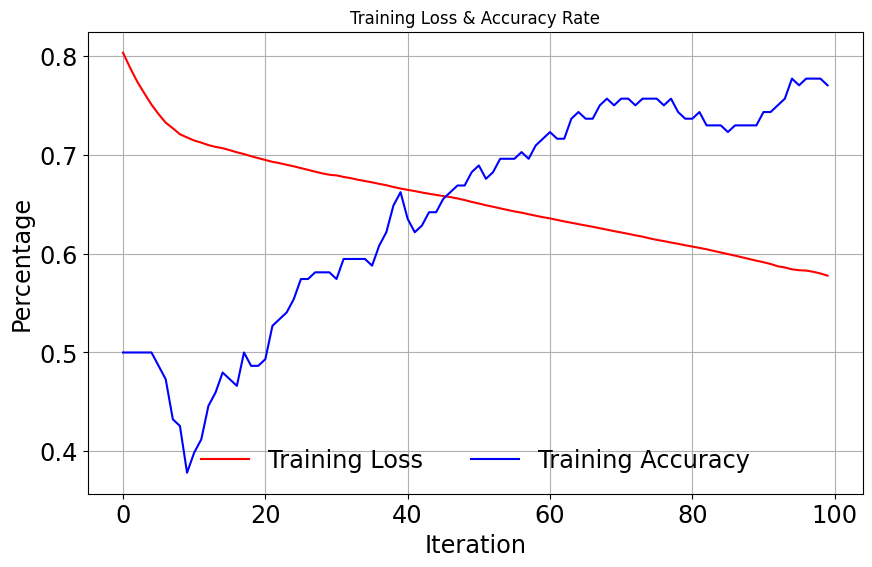 Training Loss & Accuracy Rate
Percentage
0.8
0.7
0.6
0.5
0.4
Training Loss Training Accuracy
0 20 40 60 80 100
Iteration